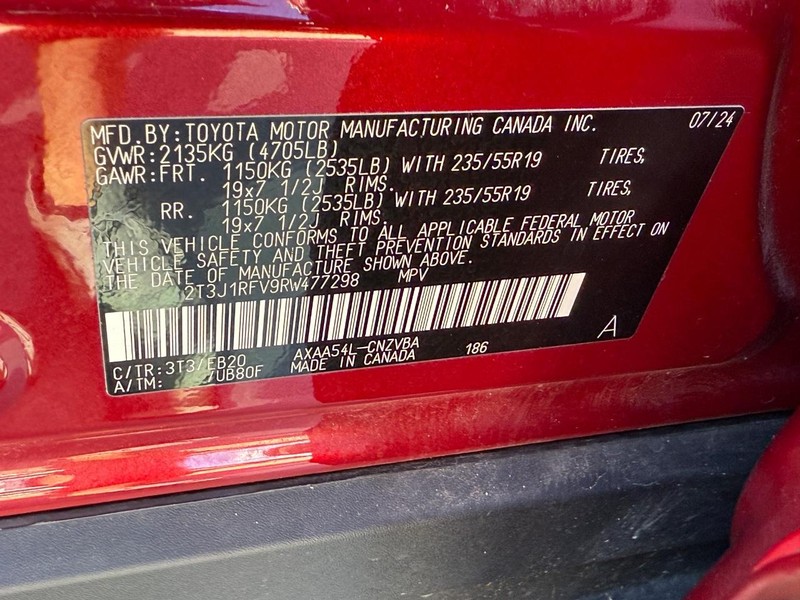 MFD. BY: TOYOTA MOTOR MANUFACTURING CANADA INC. 07/24
GVWR: 2135KG (4705LB)
GAWR: FRT. 1150KG (2535LB) WITH 235/55R19 TIRES,
19x7 1/2J RIMS.
RR. 1150KG (2535LB) WITH 235/55R19 TIRES,
19x7 1/2J RIMS.
THIS VEHICLE CONFORMS TO ALL APPLICABLE FEDERAL MOTOR
VEHICLE SAFETY AND THEFT PREVENTION STANDARDS IN EFFECT ON
THE DATE OF MANUFACTURE SHOWN ABOVE.
2T3J1RFV9RW477298 MPV
A
C/TR: 3T3/EB20 AXAA54L-CNZVBA 186
A/TM: /UB80F MADE IN CANADA